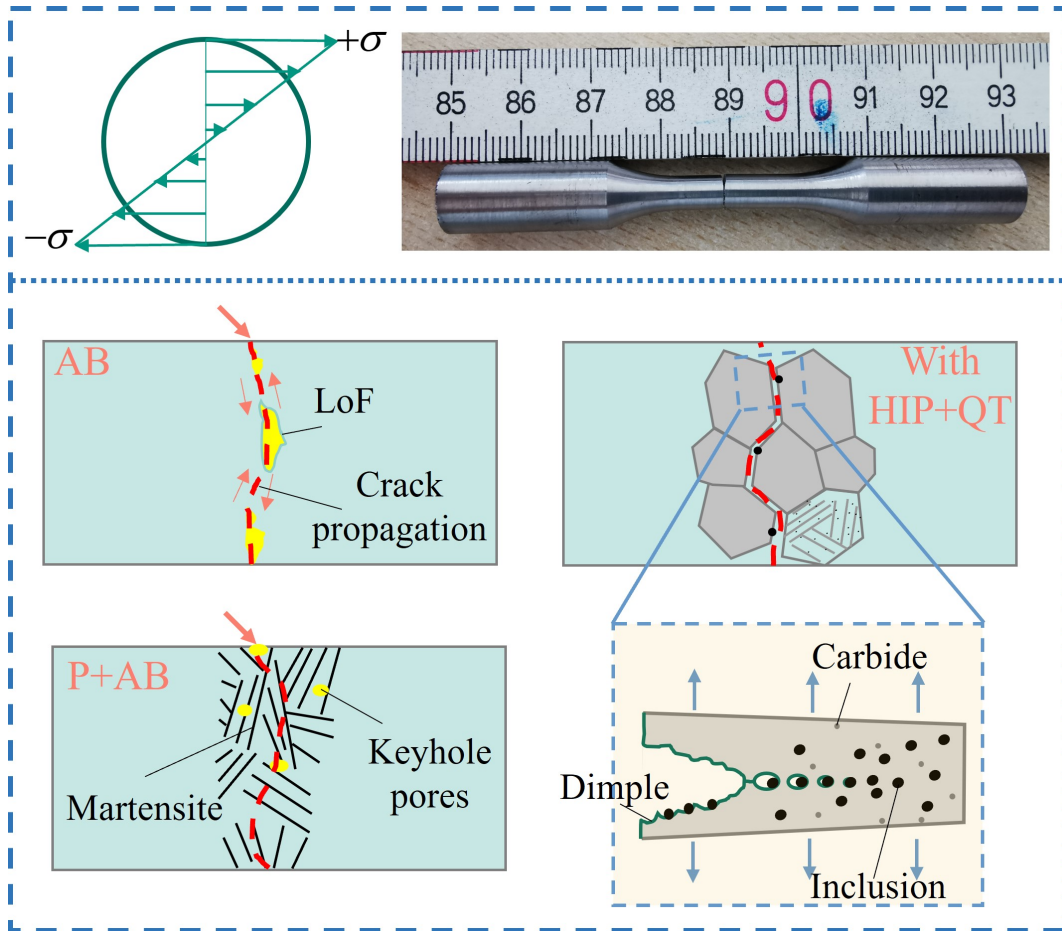 +σ
−σ
85 86 87 88 89 90 91 92 93
AB
LoF
Crack
propagation
With
HIP+QT
P+AB
Martensite
Keyhole
pores
Carbide
Dimple
Inclusion